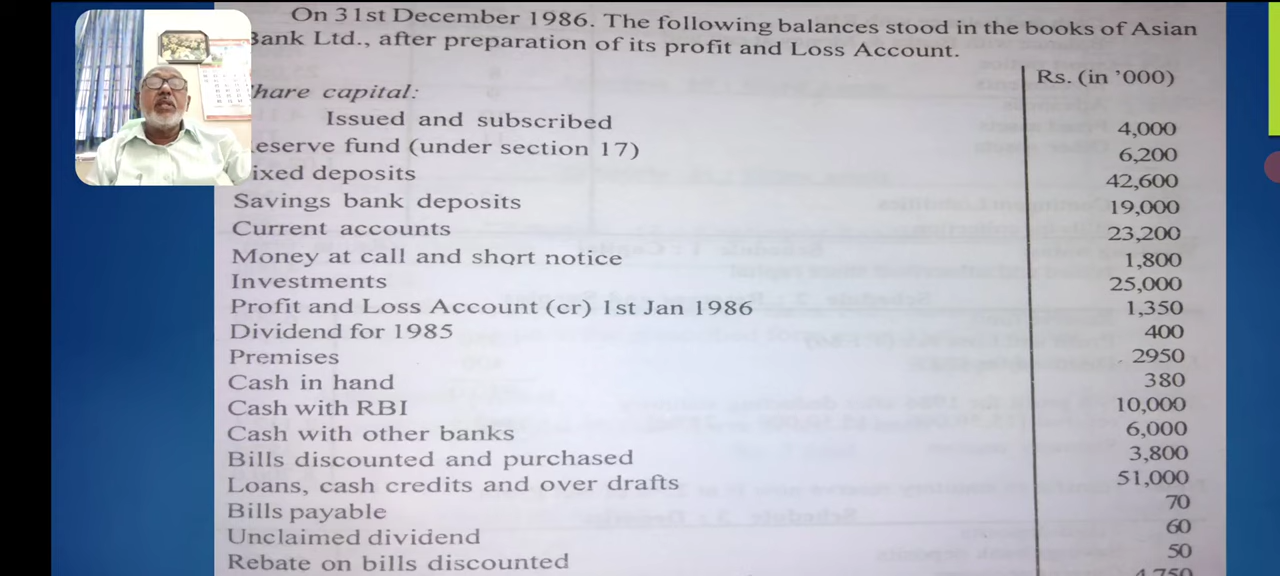 On 31st December 1986. The following balances stood in the books of Asian
Bank Ltd., after preparation of its profit and Loss Account.
Rs. (in '000)
hare capital:
Issued and subscribed 4,000
eserve fund (under section 17) 6,200
ixed deposits 42,600
Savings bank deposits 19,000
Current accounts 23,200
Money at call and short notice 1,800
Investments 25,000
Profit and Loss Account (cr) 1st Jan 1986 1,350
Dividend for 1985 400
Premises 2950
Cash in hand 380
Cash with RBI 10,000
Cash with other banks 6,000
Bills discounted and purchased 3,800
Loans, cash credits and over drafts 51,000
Bills payable 70
Unclaimed dividend 60
Rebate on bills discounted 50
4,750